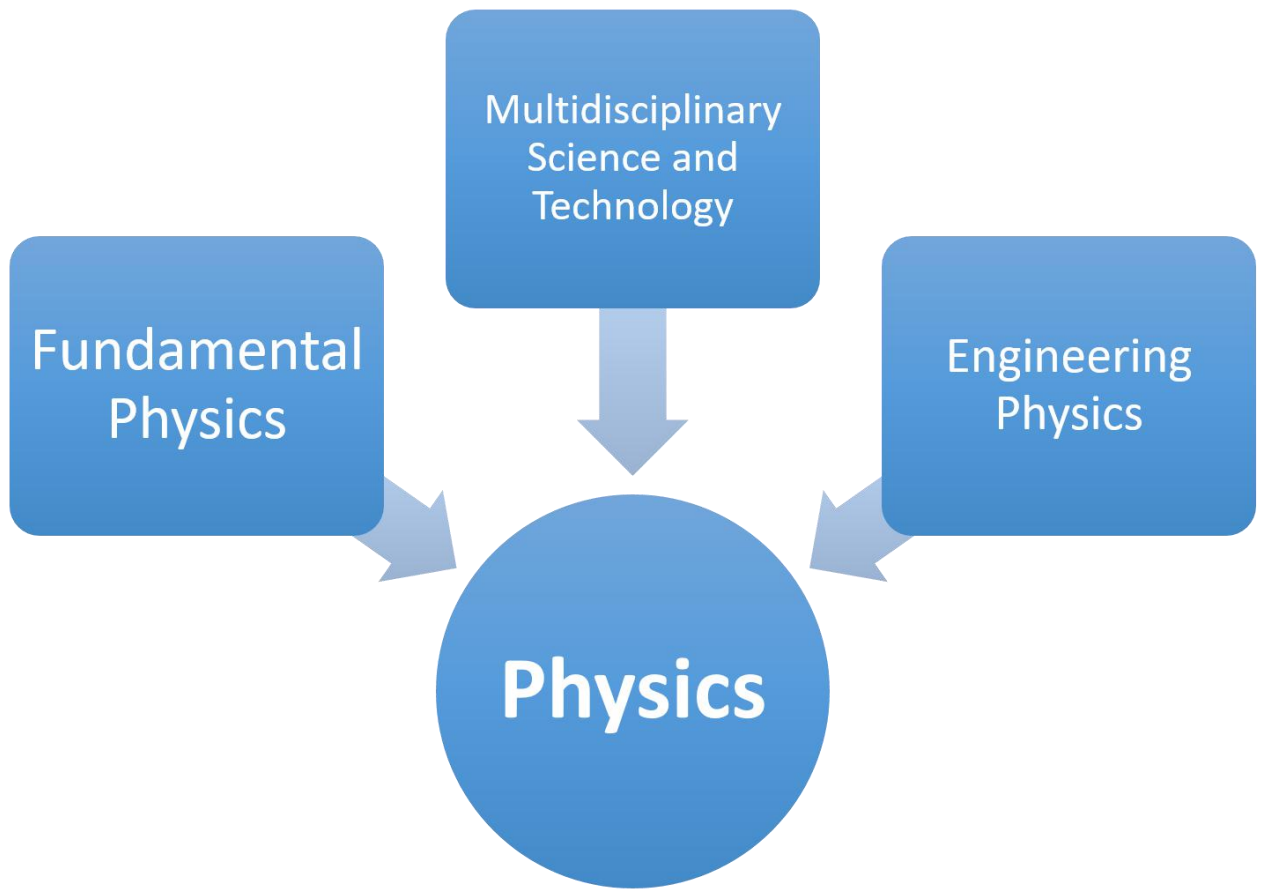 Multidisciplinary
Science and
Technology
Fundamental
Physics
Engineering
Physics
Physics